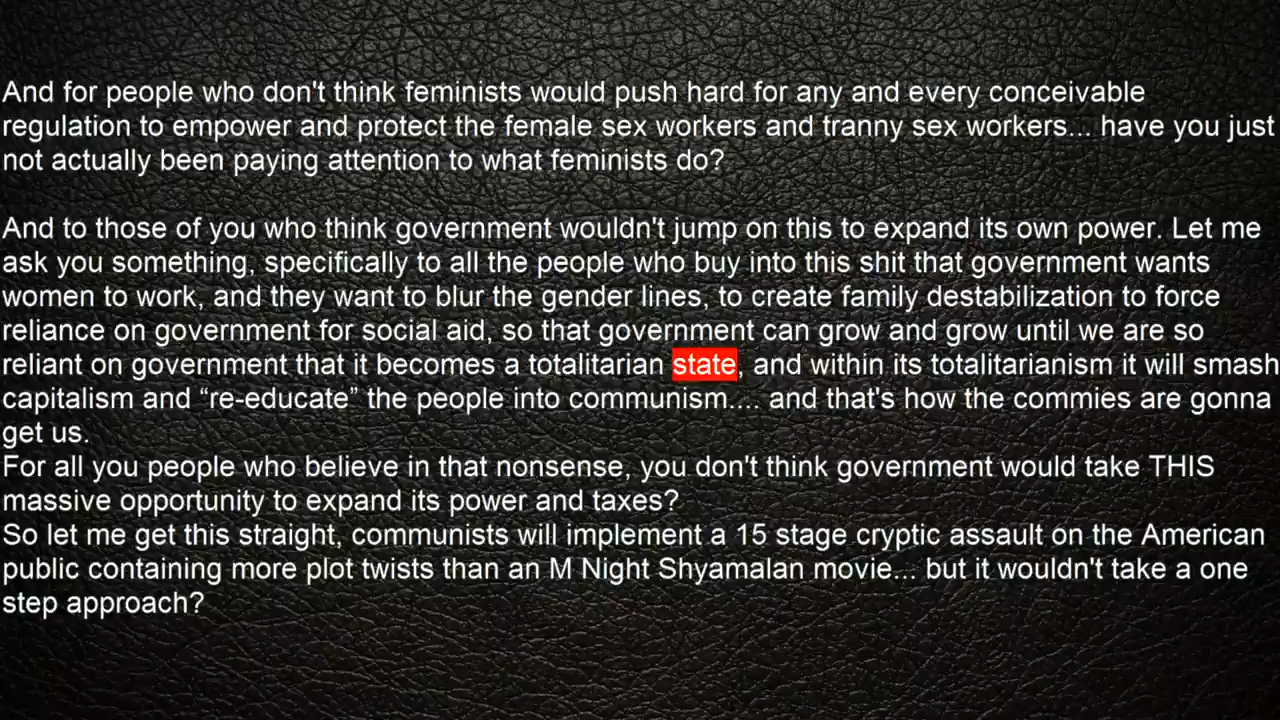 And for people who don't think feminists would push hard for any and every conceivable
regulation to empower and protect the female sex workers and tranny sex workers... have you just
not actually been paying attention to what feminists do?
And to those of you who think government wouldn't jump on this to expand its own power. Let me
ask you something, specifically to all the people who buy into this shit that government wants
women to work, and they want to blur the gender lines, to create family destabilization to force
reliance on government for social aid, so that government can grow and grow until we are so
reliant on government that it becomes a totalitarian state, and within its totalitarianism it will smash
capitalism and “re-educate” the people into communism.... and that's how the commies are gonna
get us.
For all you people who believe in that nonsense, you don't think government would take THIS
massive opportunity to expand its power and taxes?
So let me get this straight, communists will implement a 15 stage cryptic assault on the American
public containing more plot twists than an M Night Shyamalan movie... but it wouldn't take a one
step approach?